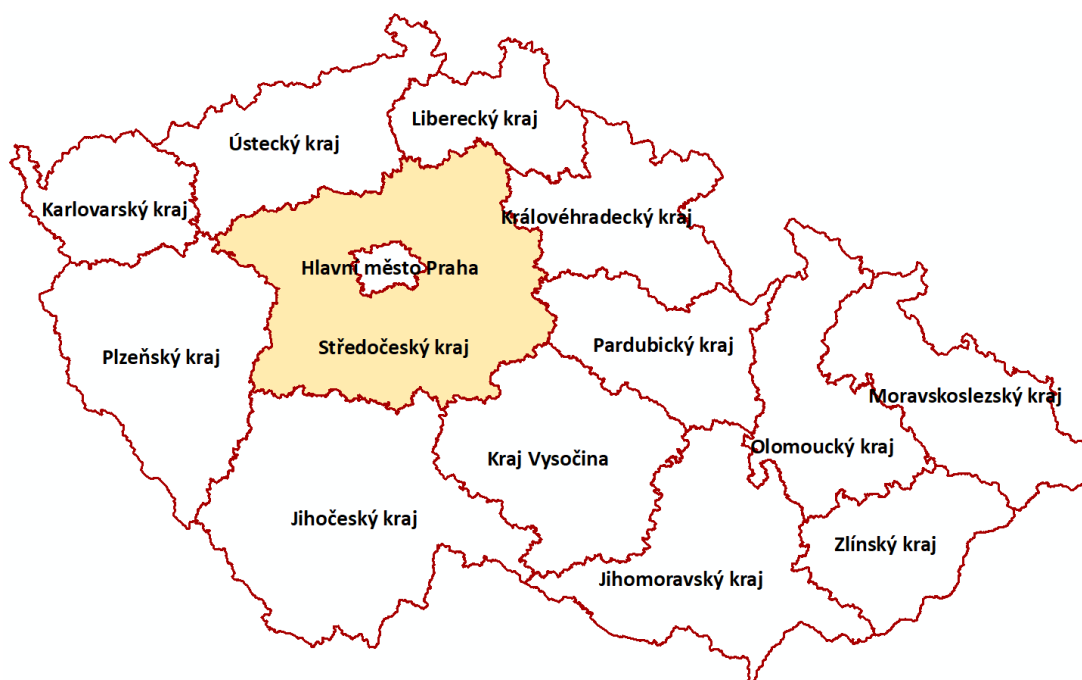 Liberecký kraj
Ústecký kraj
Karlovarský kraj
Královéhradecký kraj
Hlavní město Praha
Středočeský kraj
Pardubický kraj
Plzeňský kraj
Moravskoslezský kraj
Olomoucký kraj
Kraj Vysočina
Jihočeský kraj
Zlínský kraj
Jihomoravský kraj